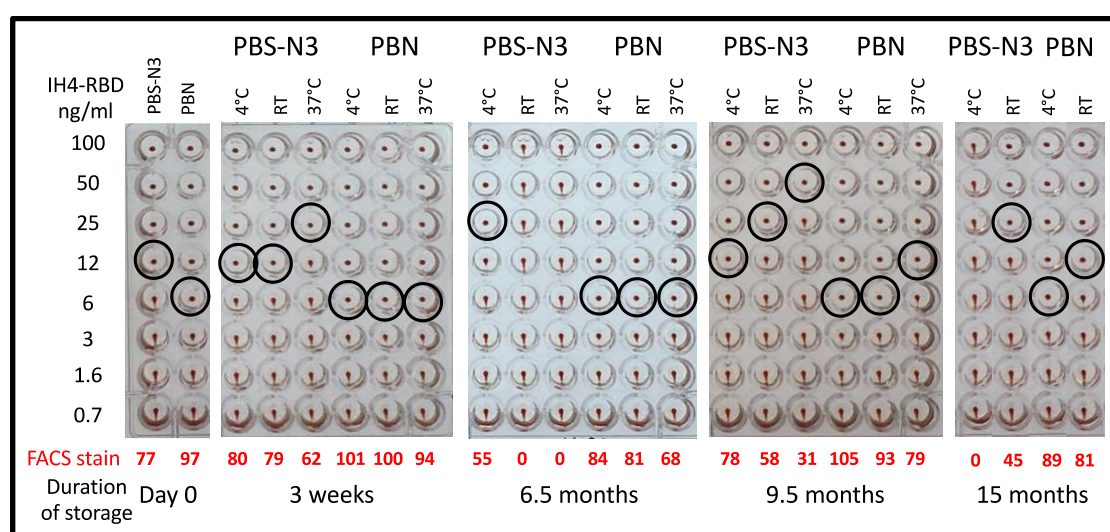 PBS-N3 PBN PBS-N3 PBN PBS-N3 PBN PBS-N3 PBN
IH4-RBD
ng/ml
PBS-N3 PBN 4°C RT 37°C 4°C RT 37°C 4°C RT 37°C 4°C RT 37°C 4°C RT 37°C 4°C RT 37°C 4°C RT 4°C RT
100
50
25
12
6
3
1.6
0.7
FACS stain 77 97 80 79 62 101 100 94 55 0 0 84 81 68 78 58 31 105 93 79 0 45 89 81
Duration
of storage
Day 0 3 weeks 6.5 months 9.5 months 15 months